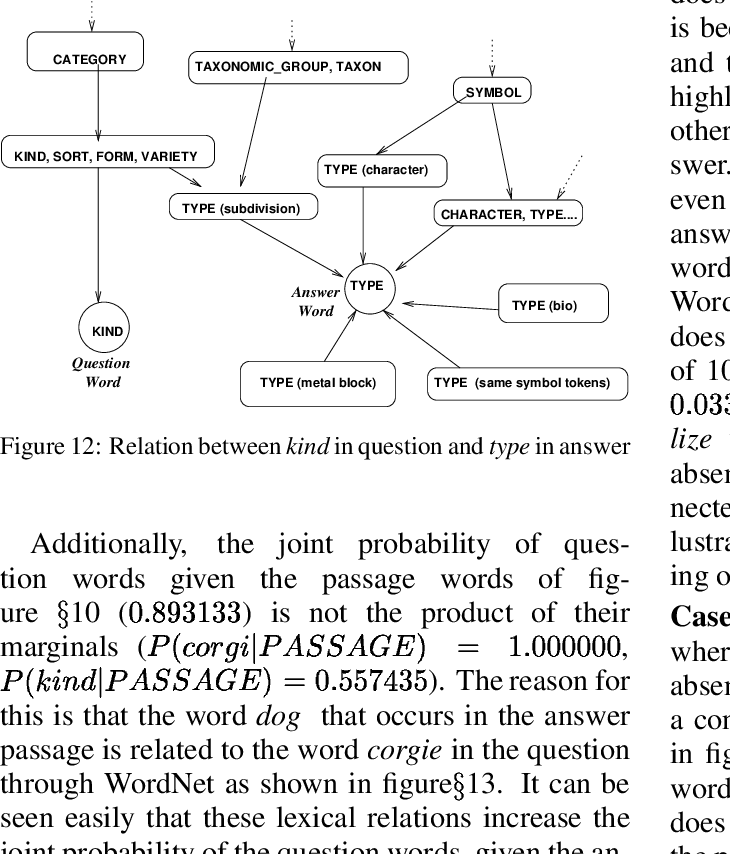 CATEGORY
TAXONOMIC_GROUP, TAXON
SYMBOL
KIND, SORT, FORM, VARIETY
TYPE (character)
TYPE (subdivision)
CHARACTER, TYPE....
TYPE
Answer
Word
TYPE (bio)
KIND
Question
Word
TYPE (metal block)
TYPE (same symbol tokens)
Figure 12: Relation between kind in question and type in answer
Additionally, the joint probability of ques-
tion words given the passage words of fig-
ure §10 (0.893133) is not the product of their
marginals (P(corgi|PASSAGE) = 1.000000,
P(kind|PASSAGE) = 0.557435). The reason for
this is that the word dog that occurs in the answer
passage is related to the word corgie in the question
through WordNet as shown in figure§13. It can be
seen easily that these lexical relations increase the
joint probability of the question words, given the an-
is bec
and t
highl
other
swer.
even
answ
word
Word
does
of 10
0.033
lize
absen
necte
lustra
ing o
Case
wher
absen
a con
in fig
word
does